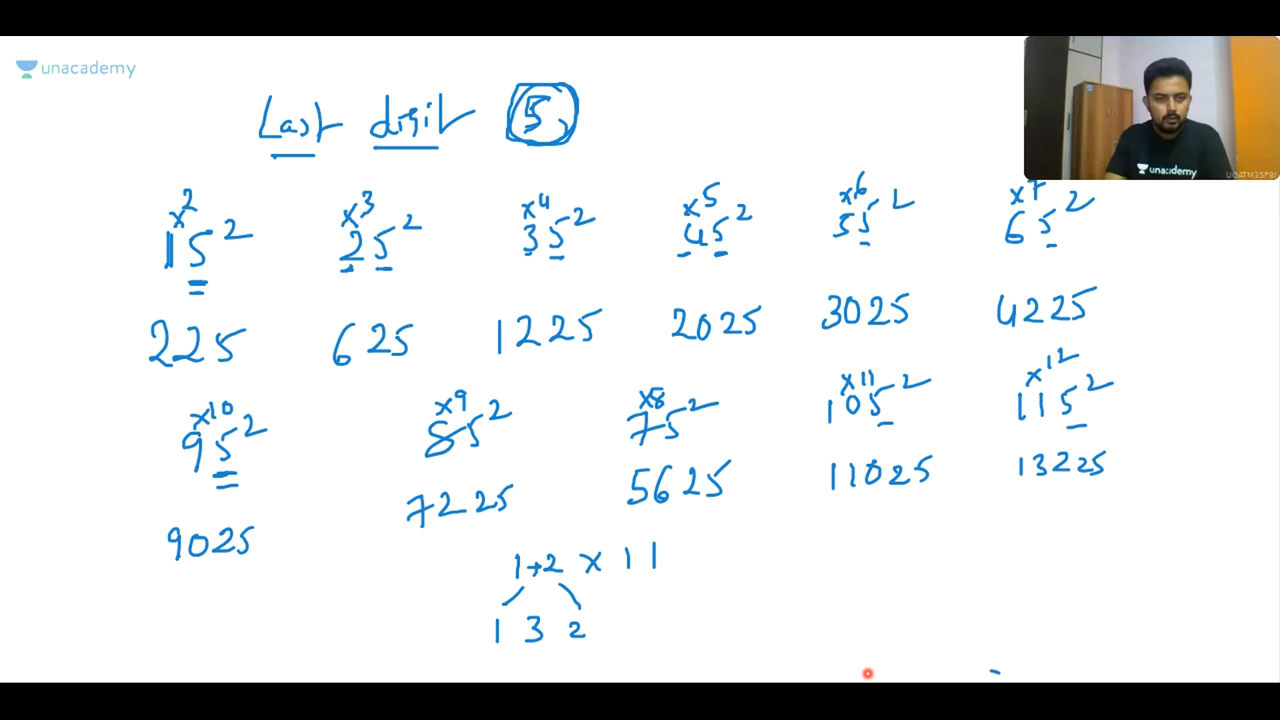 unacademy
unacademy
UGATM35P8I
Last digit 5
x2 x3 x4 x5 x6 x7
15² 25² 35² 45² 55² 65²
225 625 1225 2025 3025 4225
x10 x9 x8 x11 x12
95² 85² 75² 105² 115²
9025 7225 5625 11025 13225
1+2 x 11
1 3 2